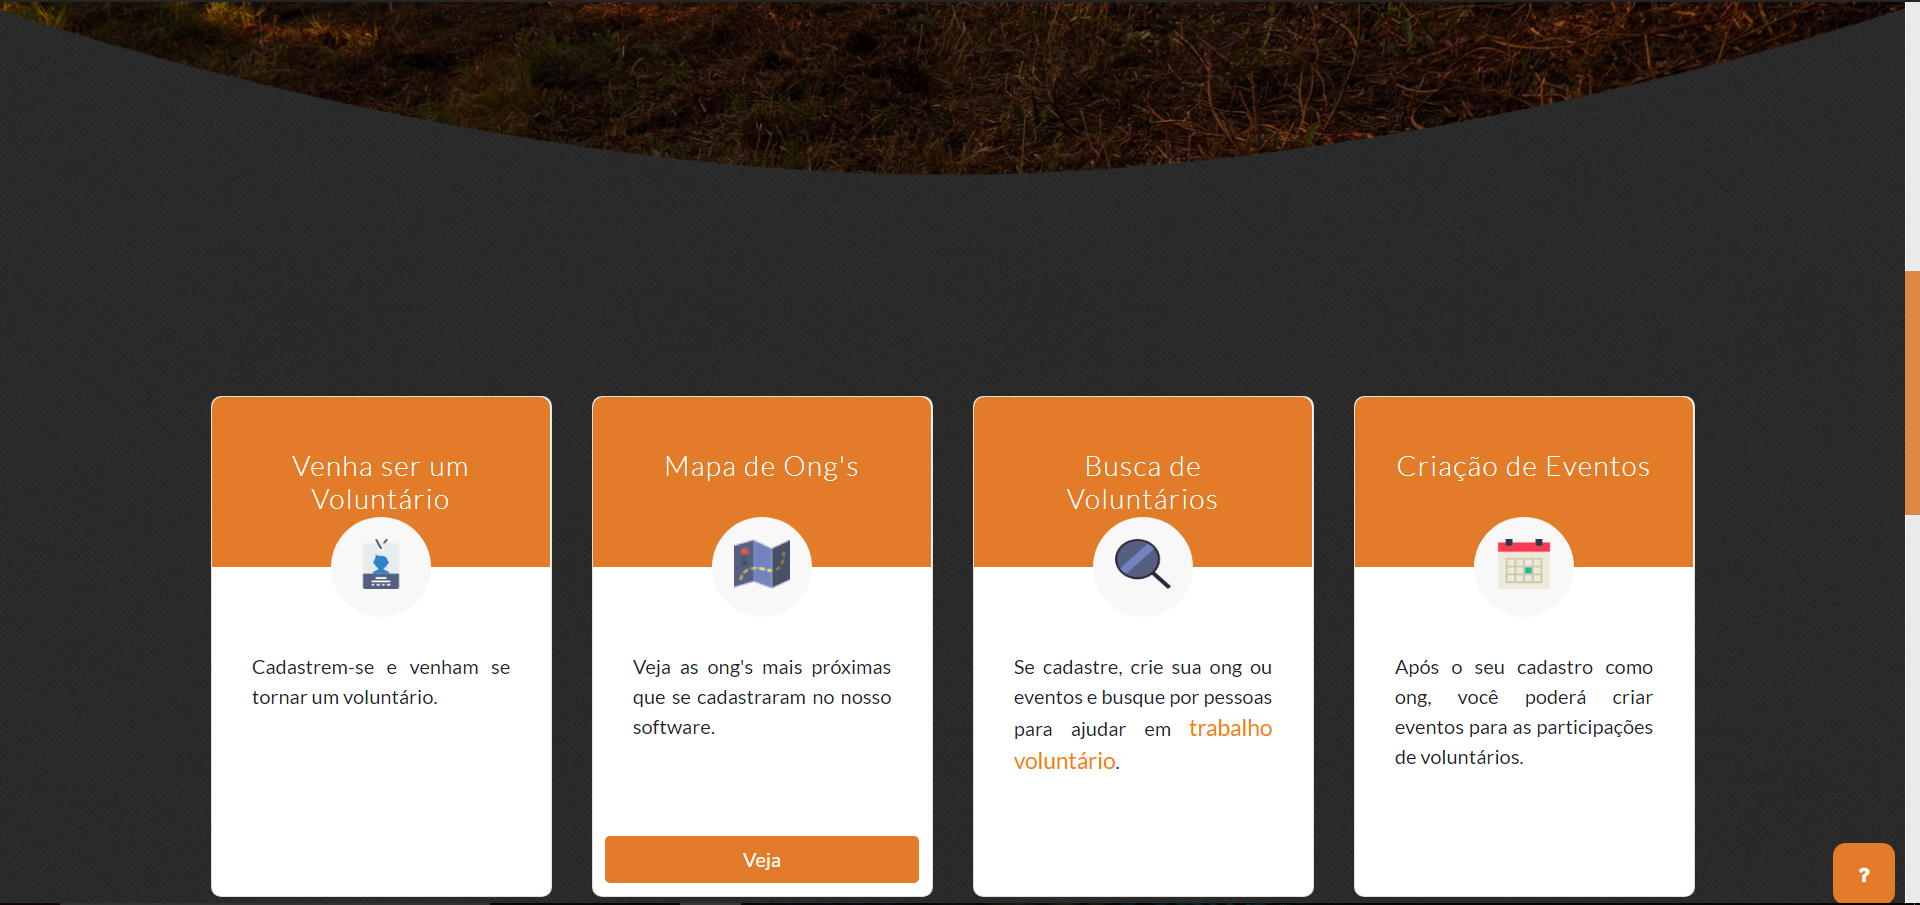 Venha ser um
Voluntário
Cadastrem-se e venham se
tornar um voluntário.
Mapa de Ong's
Veja as ong's mais próximas
que se cadastraram no nosso
software.
Veja
Busca de
Voluntários
Se cadastre, crie sua ong ou
eventos e busque por pessoas
para ajudar em trabalho
voluntário.
Criação de Eventos
Após o seu cadastro como
ong, você poderá criar
eventos para as participações
de voluntários.
?